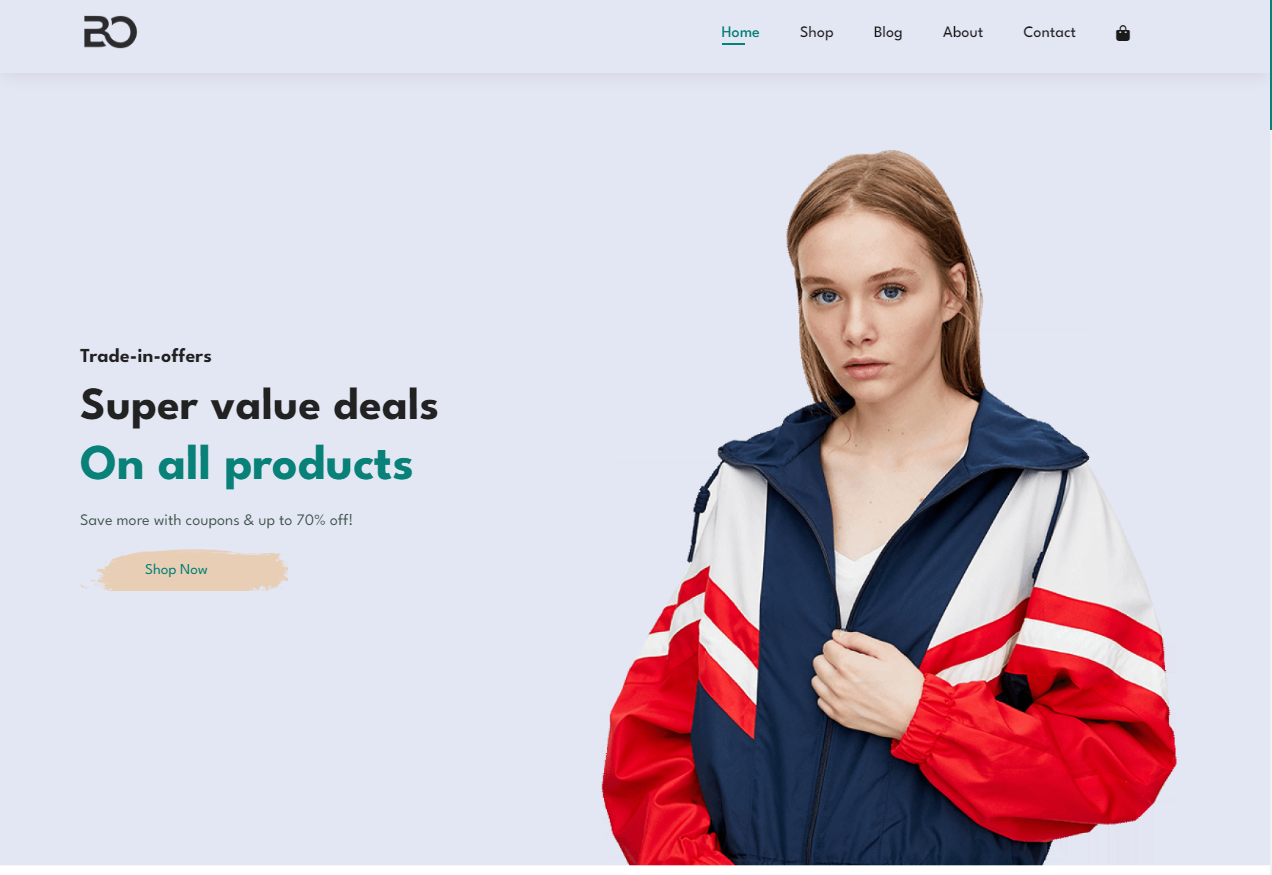 BO
Home Shop Blog About Contact
Trade-in-offers
Super value deals
On all products
Save more with coupons & up to 70% off!
Shop Now